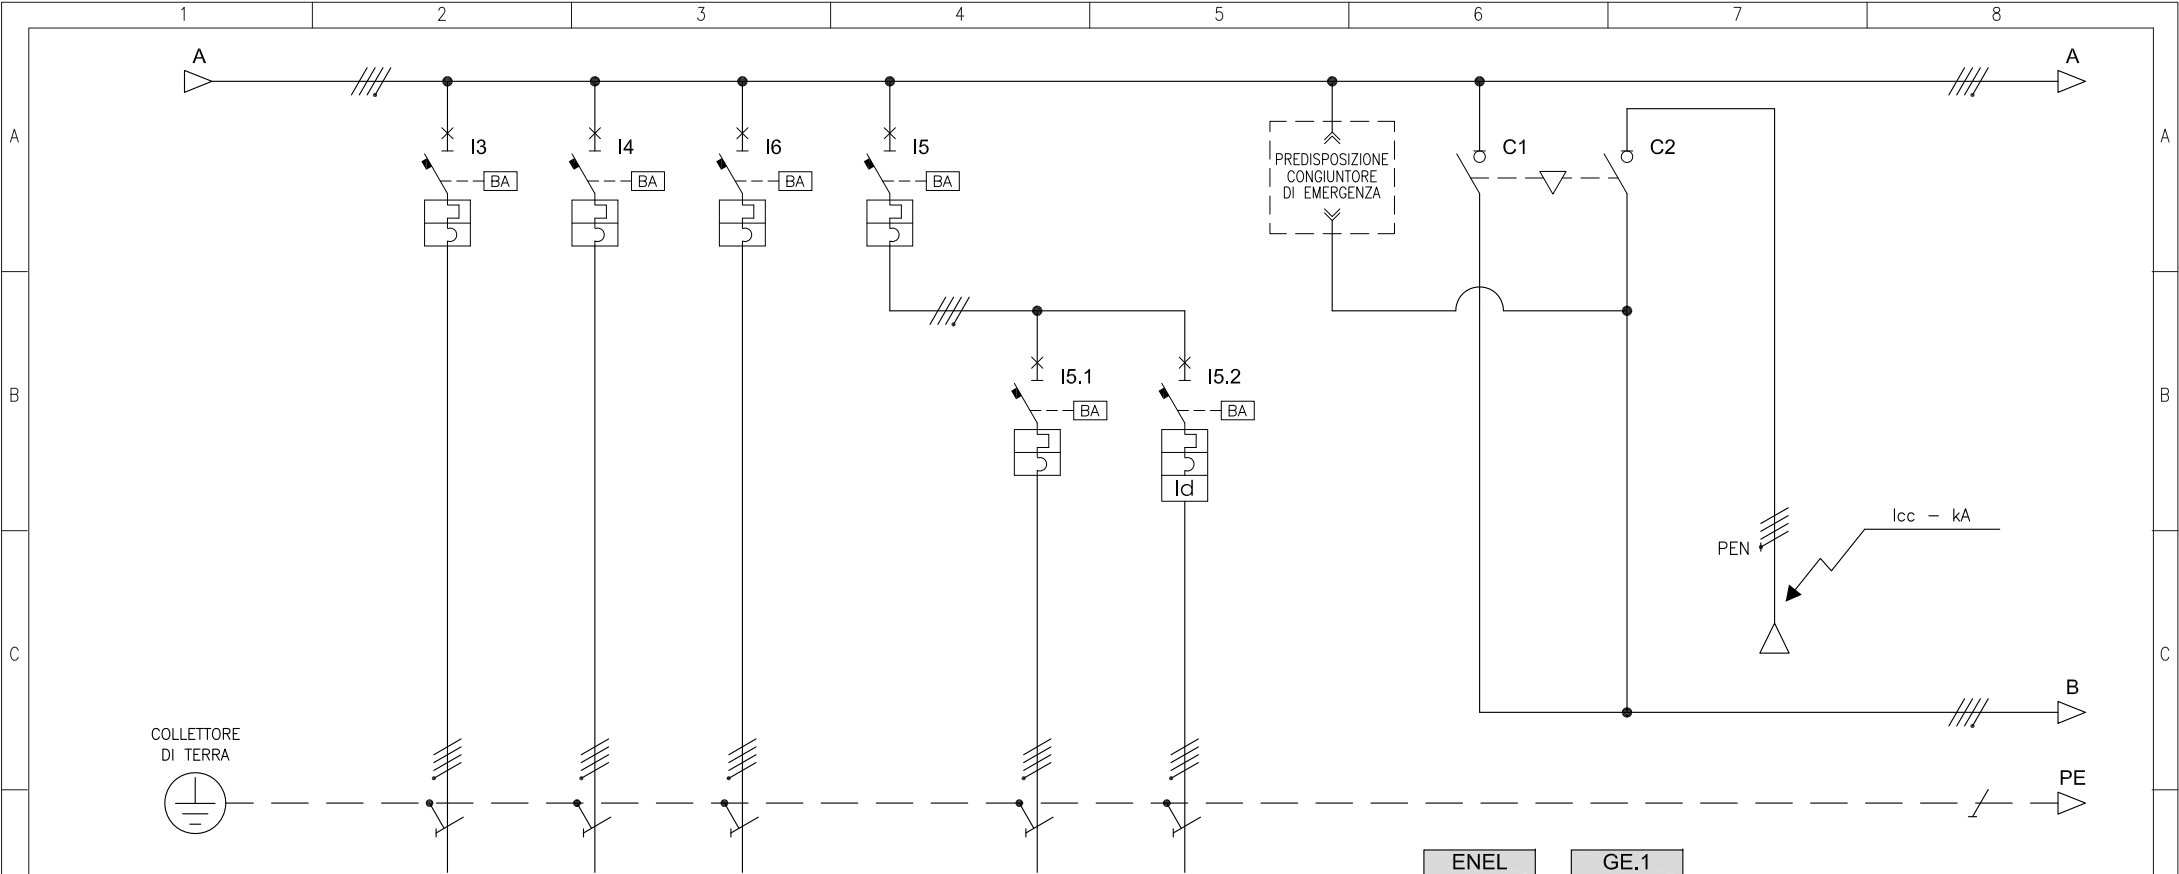 1 2 3 4 5 6 7 8
A A
I3 I4 I6 I5 C1 C2
A A
BA BA BA BA
PREDISPOSIZIONE
CONGIUNTORE
DI EMERGENZA
I5.1 I5.2
B B
BA BA
Id
Icc - kA
PEN
C C
B
COLLETTORE
DI TERRA
PE
ENEL GE.1